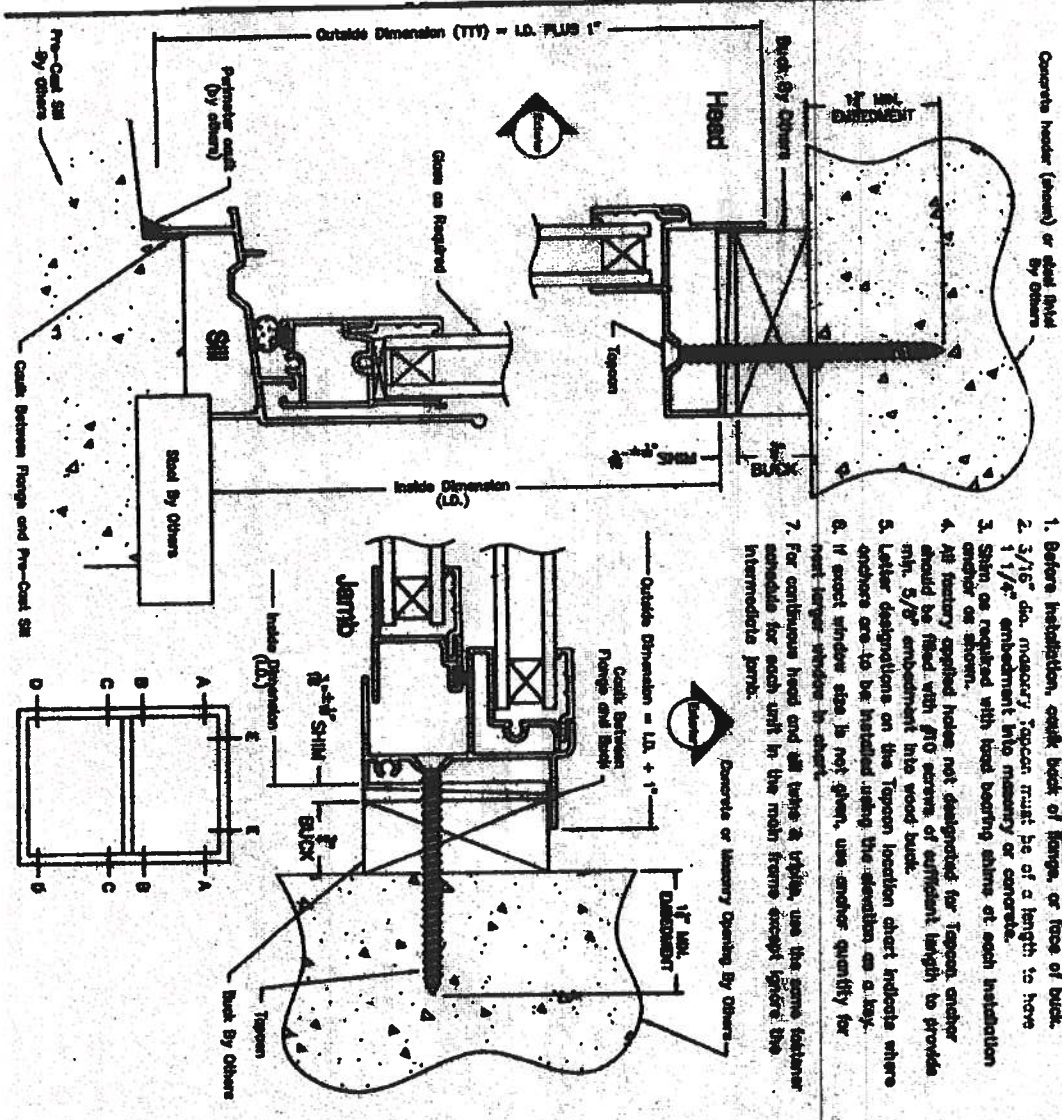 Concrete header (shown) or steel lintel
By Others
1 1/4" MIN.
EMBEDMENT
Buck By Others
Head
Outside Dimension (TTT) = I.D. PLUS 1"
Exterior
Glass as Required
Tapcon
BUCK
SHIM
Inside Dimension
(I.D.)
Perimeter caulk
(by others)
Pre-Cast Sill
By Others
Sill
Steel By Others
Caulk Between Flange and Pre-Cast Sill
1. Before installation, caulk back of flange, or face of buck.
2. 3/16" dia. masonry Tapcon must be of a length to have
1 1/4" embedment into masonry or concrete.
3. Shim as required with load bearing shims at each installation
anchor as shown.
4. All factory applied holes not designated for Tapcon anchor
should be filled with #10 screws of sufficient length to provide
min. 5/8" embedment into wood buck.
5. Letter designations on the Tapcon location chart indicate where
anchors are to be installed using the elevation as a key.
6. If exact window size is not given, use anchor quantity for
next larger window in chart.
7. For continuous head and sill twins & triples, use the same fastener
schedule for each unit in the main frame except ignore the
intermediate jamb.
Outside Dimension = I.D. + 1"
Caulk Between
Flange and Buck
Exterior
Concrete or Masonry Opening By Others
1 1/4" MIN.
EMBEDMENT
Jamb
Inside Dimension
(I.D.)
SHIM
BUCK
Tapcon
Buck By Others
E E
A A
B B
C C
D D